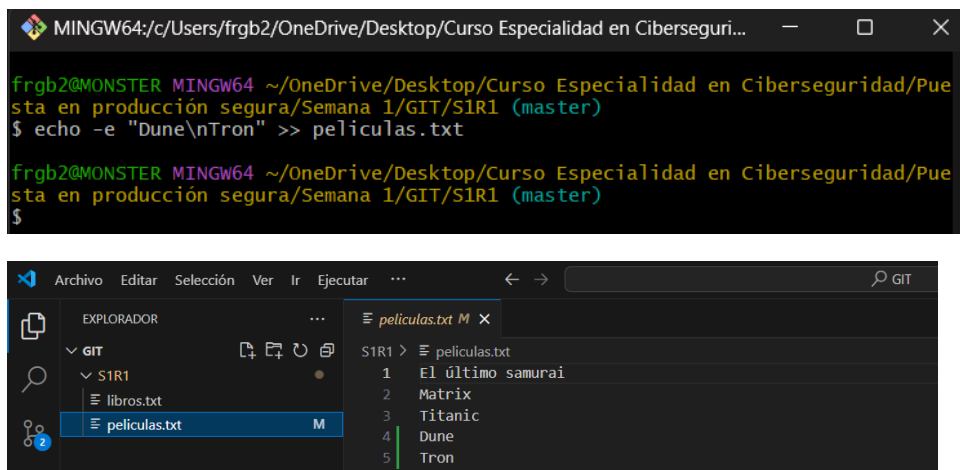 MINGW64:/c/Users/frgb2/OneDrive/Desktop/Curso Especialidad en Ciberseguri...
frgb2@MONSTER MINGW64 ~/OneDrive/Desktop/Curso Especialidad en Ciberseguridad/Pue
sta en producción segura/Semana 1/GIT/S1R1 (master)
$ echo -e "Dune\nTron" >> peliculas.txt
frgb2@MONSTER MINGW64 ~/OneDrive/Desktop/Curso Especialidad en Ciberseguridad/Pue
sta en producción segura/Semana 1/GIT/S1R1 (master)
$
Archivo Editar Selección Ver Ir Ejecutar ··· GIT
EXPLORADOR ···
GIT
S1R1
libros.txt
peliculas.txt M
2
peliculas.txt M
S1R1 > peliculas.txt
1 El último samurai
2 Matrix
3 Titanic
4 Dune
5 Tron